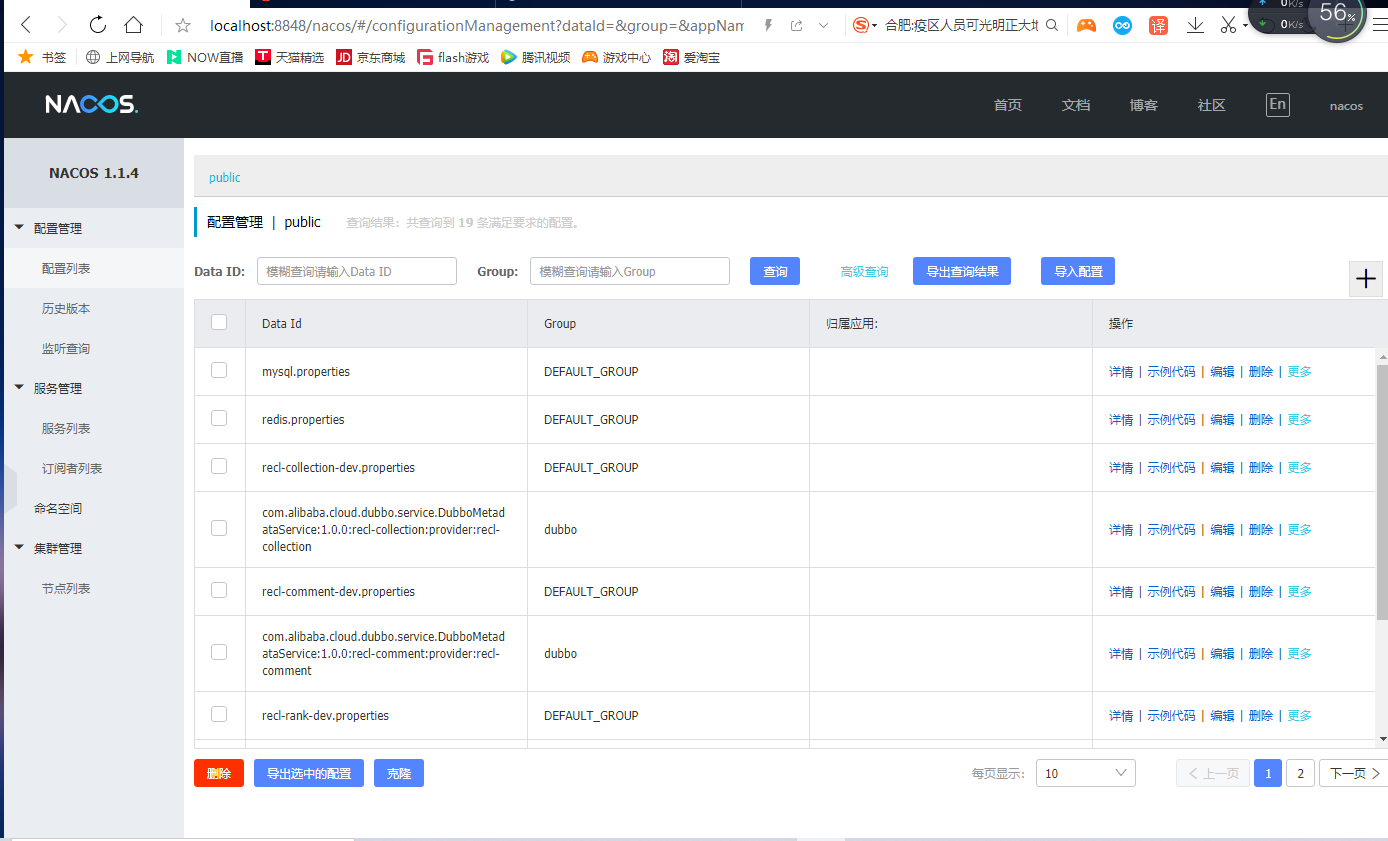 localhost:8848/nacos/#/configurationManagement?dataId=&group=&appNam
合肥:疫区人员可光明正大地
译
0K/s
56%
0K/s
书签 上网导航 NOW直播 天猫精选 JD 京东商城 flash游戏 腾讯视频 游戏中心 淘 爱淘宝
NACOS. 首页 文档 博客 社区 En nacos
NACOS 1.1.4
配置管理
配置列表
历史版本
监听查询
服务管理
服务列表
订阅者列表
命名空间
集群管理
节点列表
public
配置管理 | public 查询结果：共查询到 19 条满足要求的配置。
Data ID: 模糊查询请输入Data ID Group: 模糊查询请输入Group 查询 高级查询 导出查询结果 导入配置
Data Id Group 归属应用: 操作
mysql.properties DEFAULT_GROUP 详情 | 示例代码 | 编辑 | 删除 | 更多
redis.properties DEFAULT_GROUP 详情 | 示例代码 | 编辑 | 删除 | 更多
recl-collection-dev.properties DEFAULT_GROUP 详情 | 示例代码 | 编辑 | 删除 | 更多
com.alibaba.cloud.dubbo.service.DubboMetad
ataService:1.0.0:recl-collection:provider:recl-
collection
dubbo 详情 | 示例代码 | 编辑 | 删除 | 更多
recl-comment-dev.properties DEFAULT_GROUP 详情 | 示例代码 | 编辑 | 删除 | 更多
com.alibaba.cloud.dubbo.service.DubboMetad
ataService:1.0.0:recl-comment:provider:recl-
comment
dubbo 详情 | 示例代码 | 编辑 | 删除 | 更多
recl-rank-dev.properties DEFAULT_GROUP 详情 | 示例代码 | 编辑 | 删除 | 更多
删除 导出选中的配置 克隆 每页显示: 10 上一页 1 2 下一页